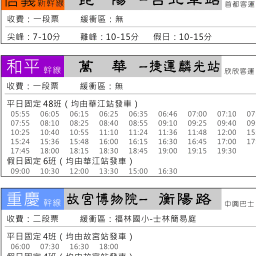 信義新幹線
首都客運
收費：一段票 緩衝區：無
尖峰：7-10分 離峰：10-15分 假日：10-15分
和平幹線 萬 華 －捷運麟光站 欣欣客運
收費：一段票 緩衝區：無
平日固定48班 ( 均由華江站發車 )
05:55 06:05 06:15 06:25 06:35 06:46 07:00 07:10
07:55 08:10 08:25 08:40 08:55 09:10 09:25 09:40
10:25 10:40 10:55 11:10 11:24 11:36 11:48 12:00
15:24 15:36 15:48 16:00 16:15 16:30 16:45 17:00
17:45 18:00 18:15 18:30 18:45 19:00 19:15 19:30
假日固定6班 ( 均由華江站發車 )
09:00 10:30 12:00 13:30 15:00 16:30
重慶幹線 故宮博物院－ 衡陽路 中興巴士
收費：二段票 緩衝區：福林國小-士林簡易庭
平日固定4班 ( 均由故宮站發車 )
06:00 07:30 16:30 18:00